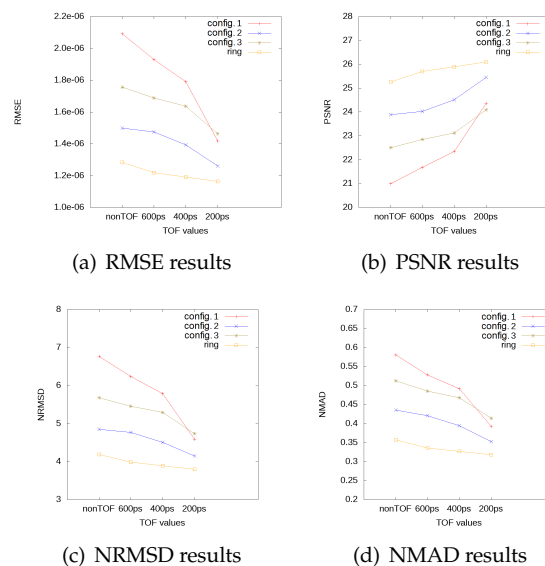 config. 1
config. 2
config. 3
ring
2.2e-06
2.0e-06
1.8e-06
1.6e-06
1.4e-06
1.2e-06
1.0e-06
RMSE
nonTOF 600ps 400ps 200ps
TOF values
(a) RMSE results
config. 1
config. 2
config. 3
ring
28
27
26
25
24
23
22
21
20
PSNR
nonTOF 600ps 400ps 200ps
TOF values
(b) PSNR results
config. 1
config. 2
config. 3
ring
8
7
6
5
4
3
NRMSD
nonTOF 600ps 400ps 200ps
TOF values
(c) NRMSD results
config. 1
config. 2
config. 3
ring
0.7
0.65
0.6
0.55
0.5
0.45
0.4
0.35
0.3
0.25
0.2
NMAD
nonTOF 600ps 400ps 200ps
TOF values
(d) NMAD results